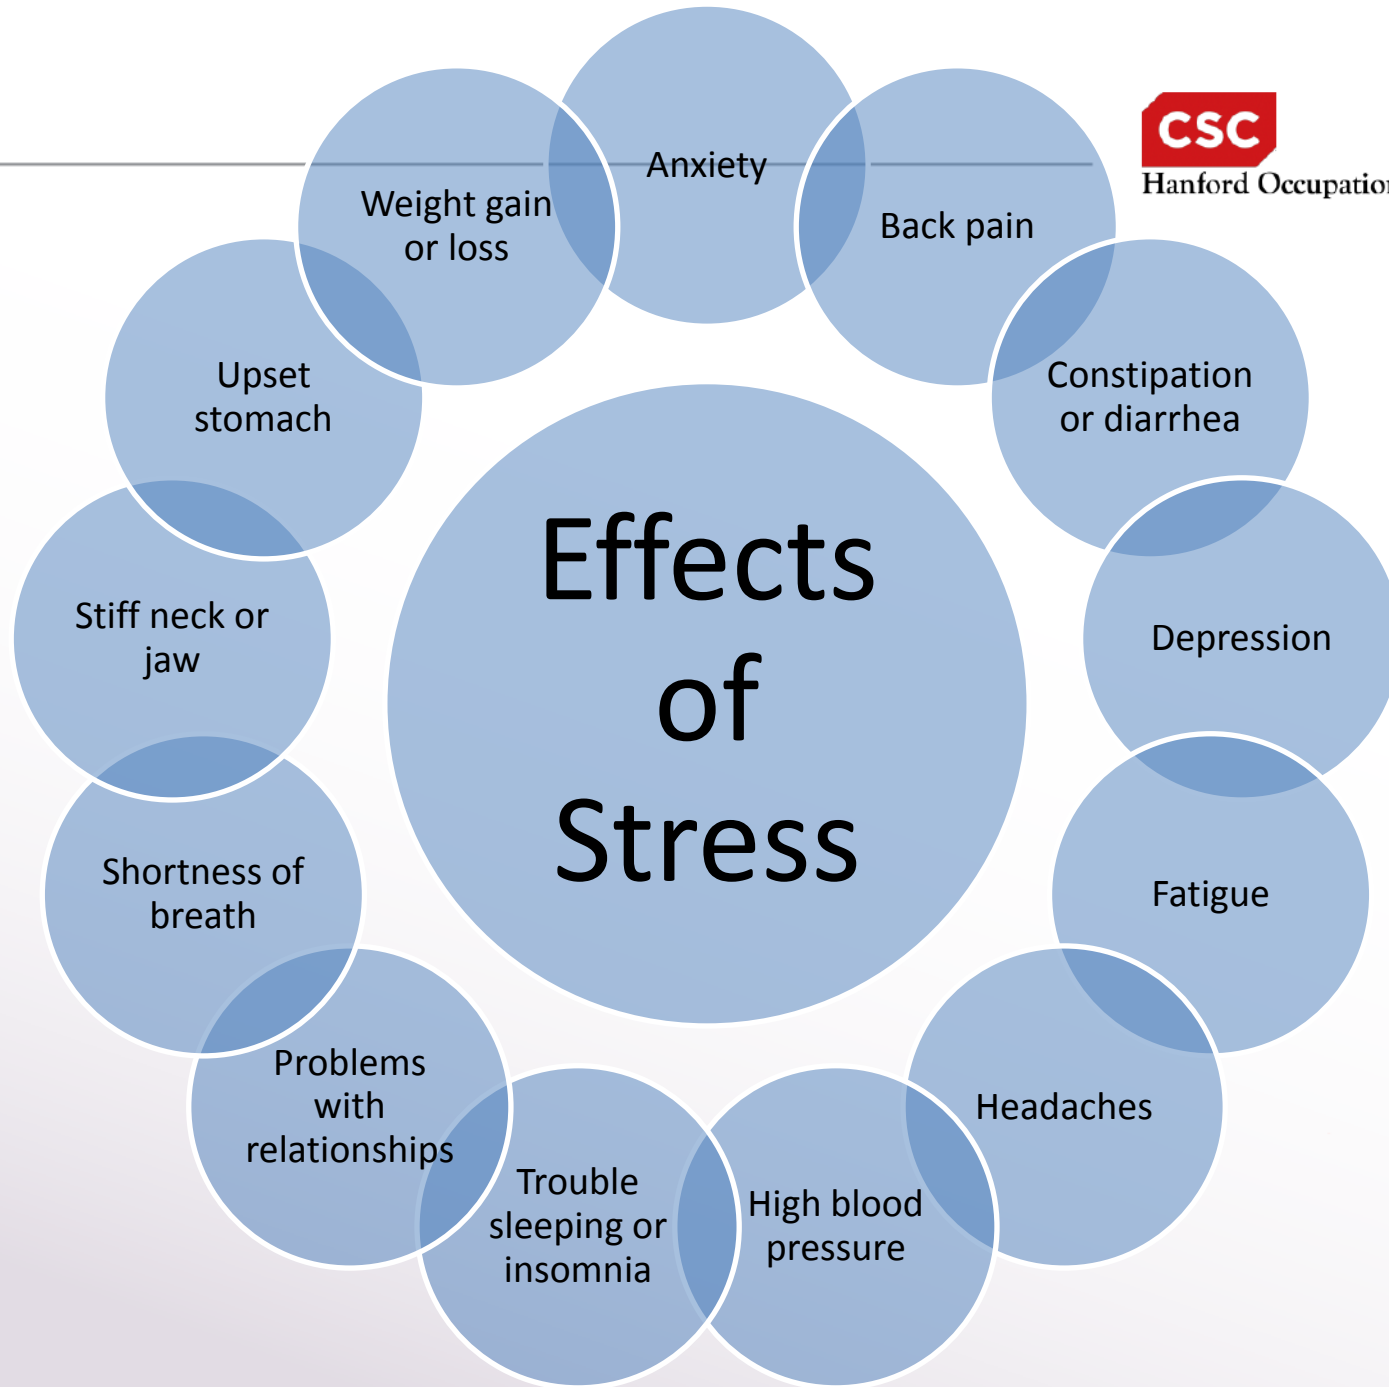 CSC
Hanford Occupation
Anxiety
Back pain
Constipation
or diarrhea
Depression
Fatigue
Headaches
High blood
pressure
Trouble
sleeping or
insomnia
Problems
with
relationships
Shortness of
breath
Stiff neck or
jaw
Upset
stomach
Weight gain
or loss
Effects
of
Stress